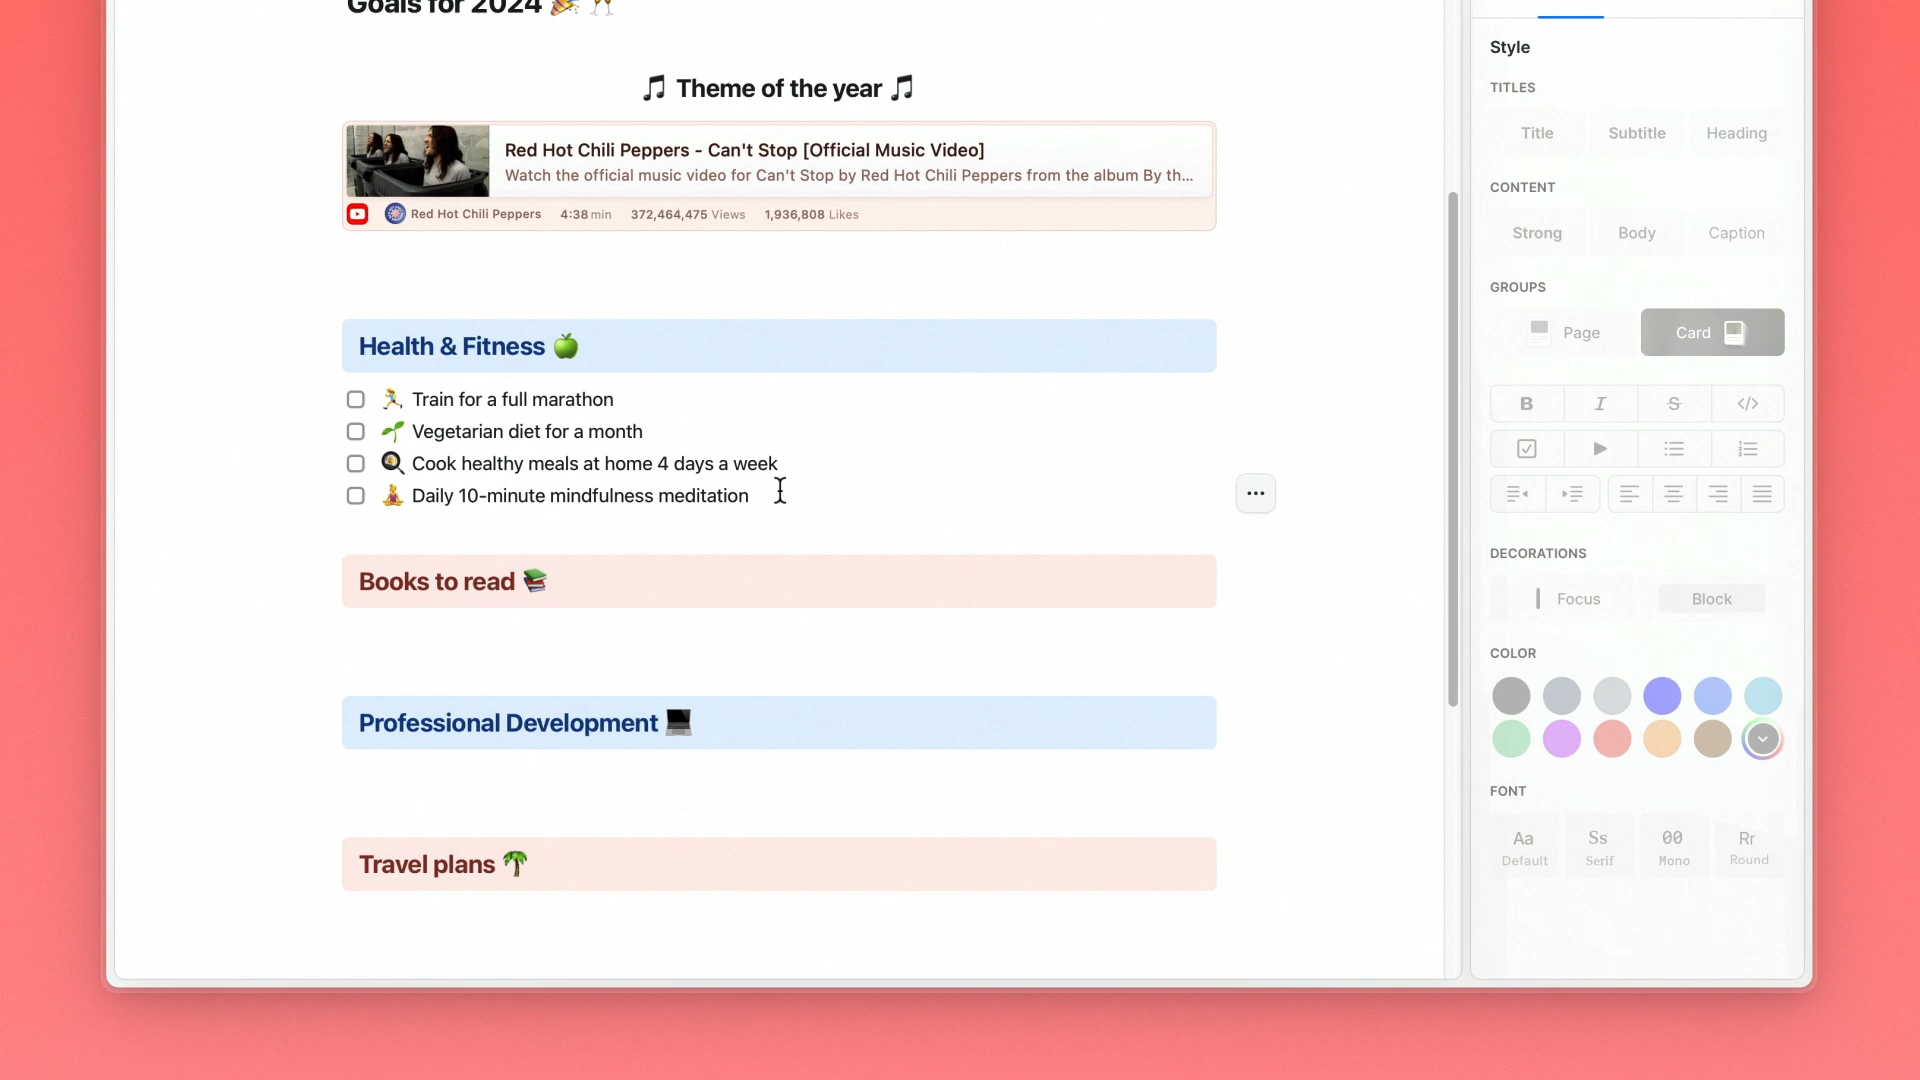 Goals for 2024 🎉 🥂
🎵 Theme of the year 🎵
Red Hot Chili Peppers - Can't Stop [Official Music Video]
Watch the official music video for Can't Stop by Red Hot Chili Peppers from the album By th...
Red Hot Chili Peppers 4:38 min 372,464,475 Views 1,936,808 Likes
Health & Fitness 🍏
🏃 Train for a full marathon
🌱 Vegetarian diet for a month
🍳 Cook healthy meals at home 4 days a week
🧘 Daily 10-minute mindfulness meditation
Books to read 📚
Professional Development 💻
Travel plans 🌴
Style
TITLES
Title Subtitle Heading
CONTENT
Strong Body Caption
GROUPS
Page Card
B I S </>
DECORATIONS
Focus Block
COLOR
FONT
Aa Ss 00 Rr
Default Serif Mono Round